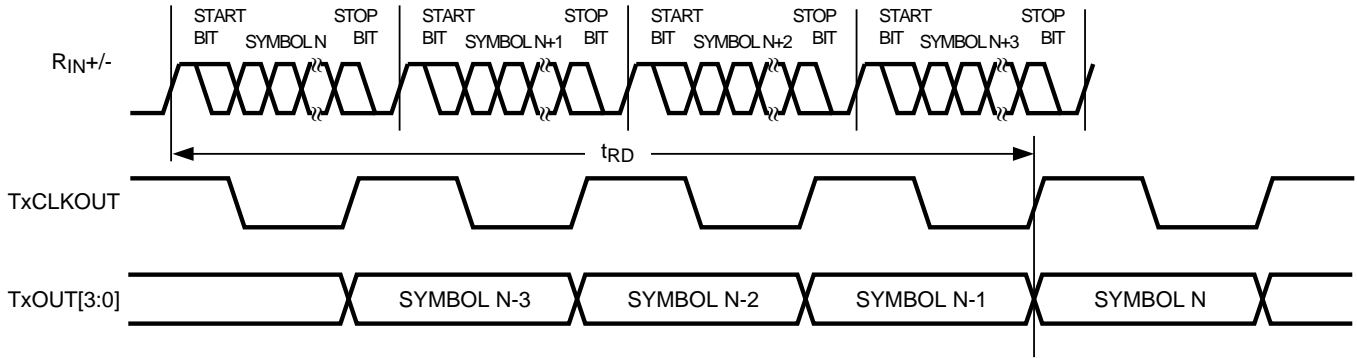 START STOP START STOP START STOP START STOP
BIT SYMBOL N BIT BIT SYMBOL N+1 BIT BIT SYMBOL N+2 BIT BIT SYMBOL N+3 BIT
RIN+/-
tRD
TxCLKOUT
TxOUT[3:0] SYMBOL N-3 SYMBOL N-2 SYMBOL N-1 SYMBOL N